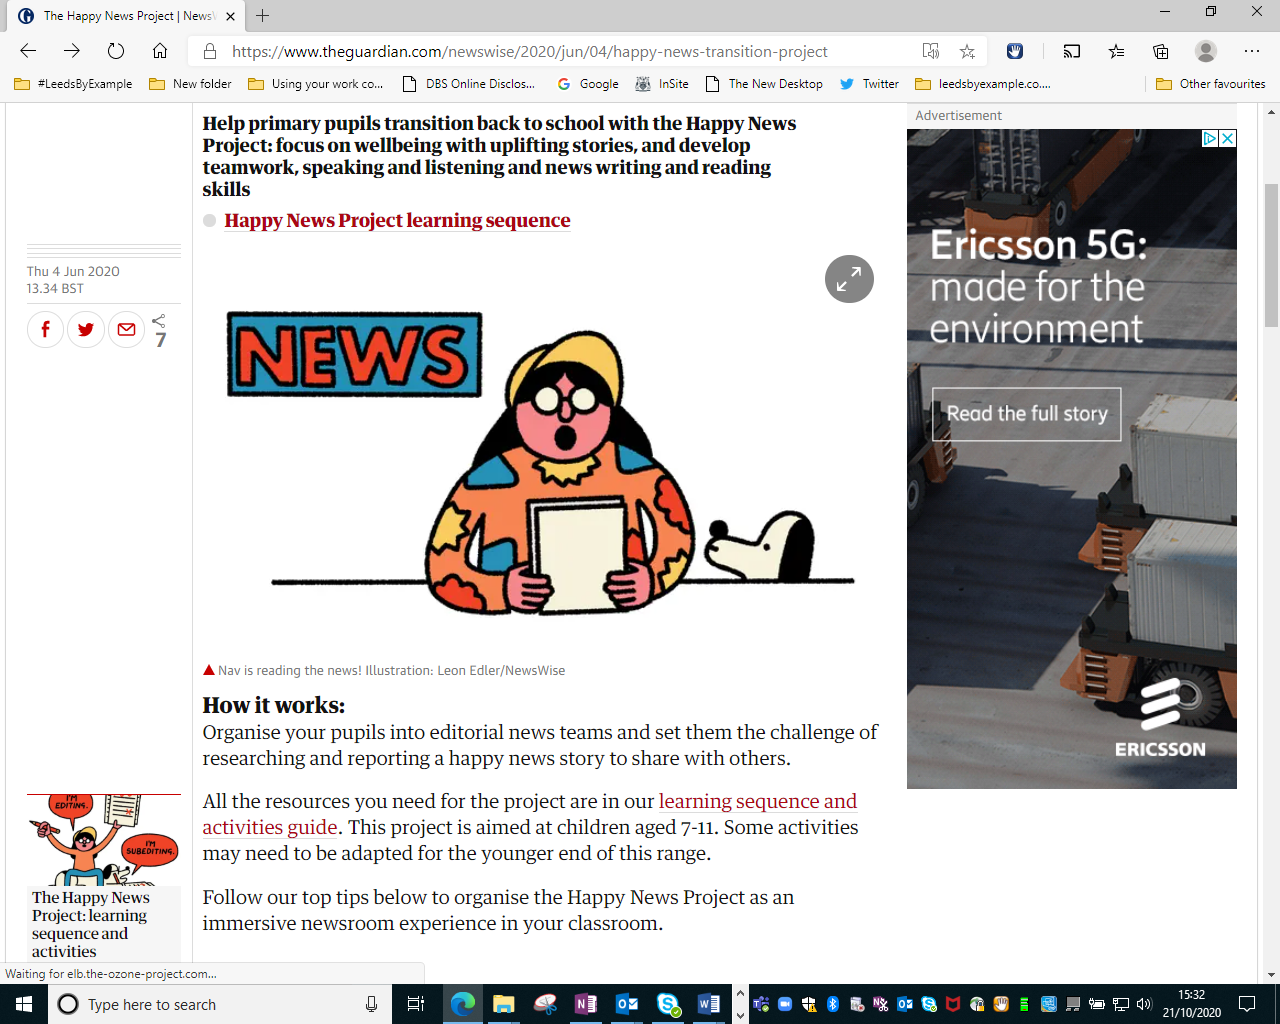 The Happy News Project | News
https://www.theguardian.com/newswise/2020/jun/04/happy-news-transition-project
#LeedsByExample
New folder
Using your work co...
DBS Online Disclos...
Google
InSite
The New Desktop
Twitter
leedsbyexample.co....
Other favourites
Help primary pupils transition back to school with the Happy News
Project: focus on wellbeing with uplifting stories, and develop
teamwork, speaking and listening and news writing and reading
skills
Happy News Project learning sequence
Thu 4 Jun 2020
13.34 BST
7
NEWS
Nav is reading the news! Illustration: Leon Edler/NewsWise
How it works:
Organise your pupils into editorial news teams and set them the challenge of
researching and reporting a happy news story to share with others.
All the resources you need for the project are in our learning sequence and
activities guide. This project is aimed at children aged 7-11. Some activities
may need to be adapted for the younger end of this range.
Follow our top tips below to organise the Happy News Project as an
immersive newsroom experience in your classroom.
I'M
EDITING.
I'M
SUBEDITING.
The Happy News
Project: learning
sequence and
activities
Advertisement
Ericsson 5G:
made for the
environment
Read the full story
ERICSSON
Waiting for elb.the-ozone-project.com...
Type here to search
15:32
21/10/2020